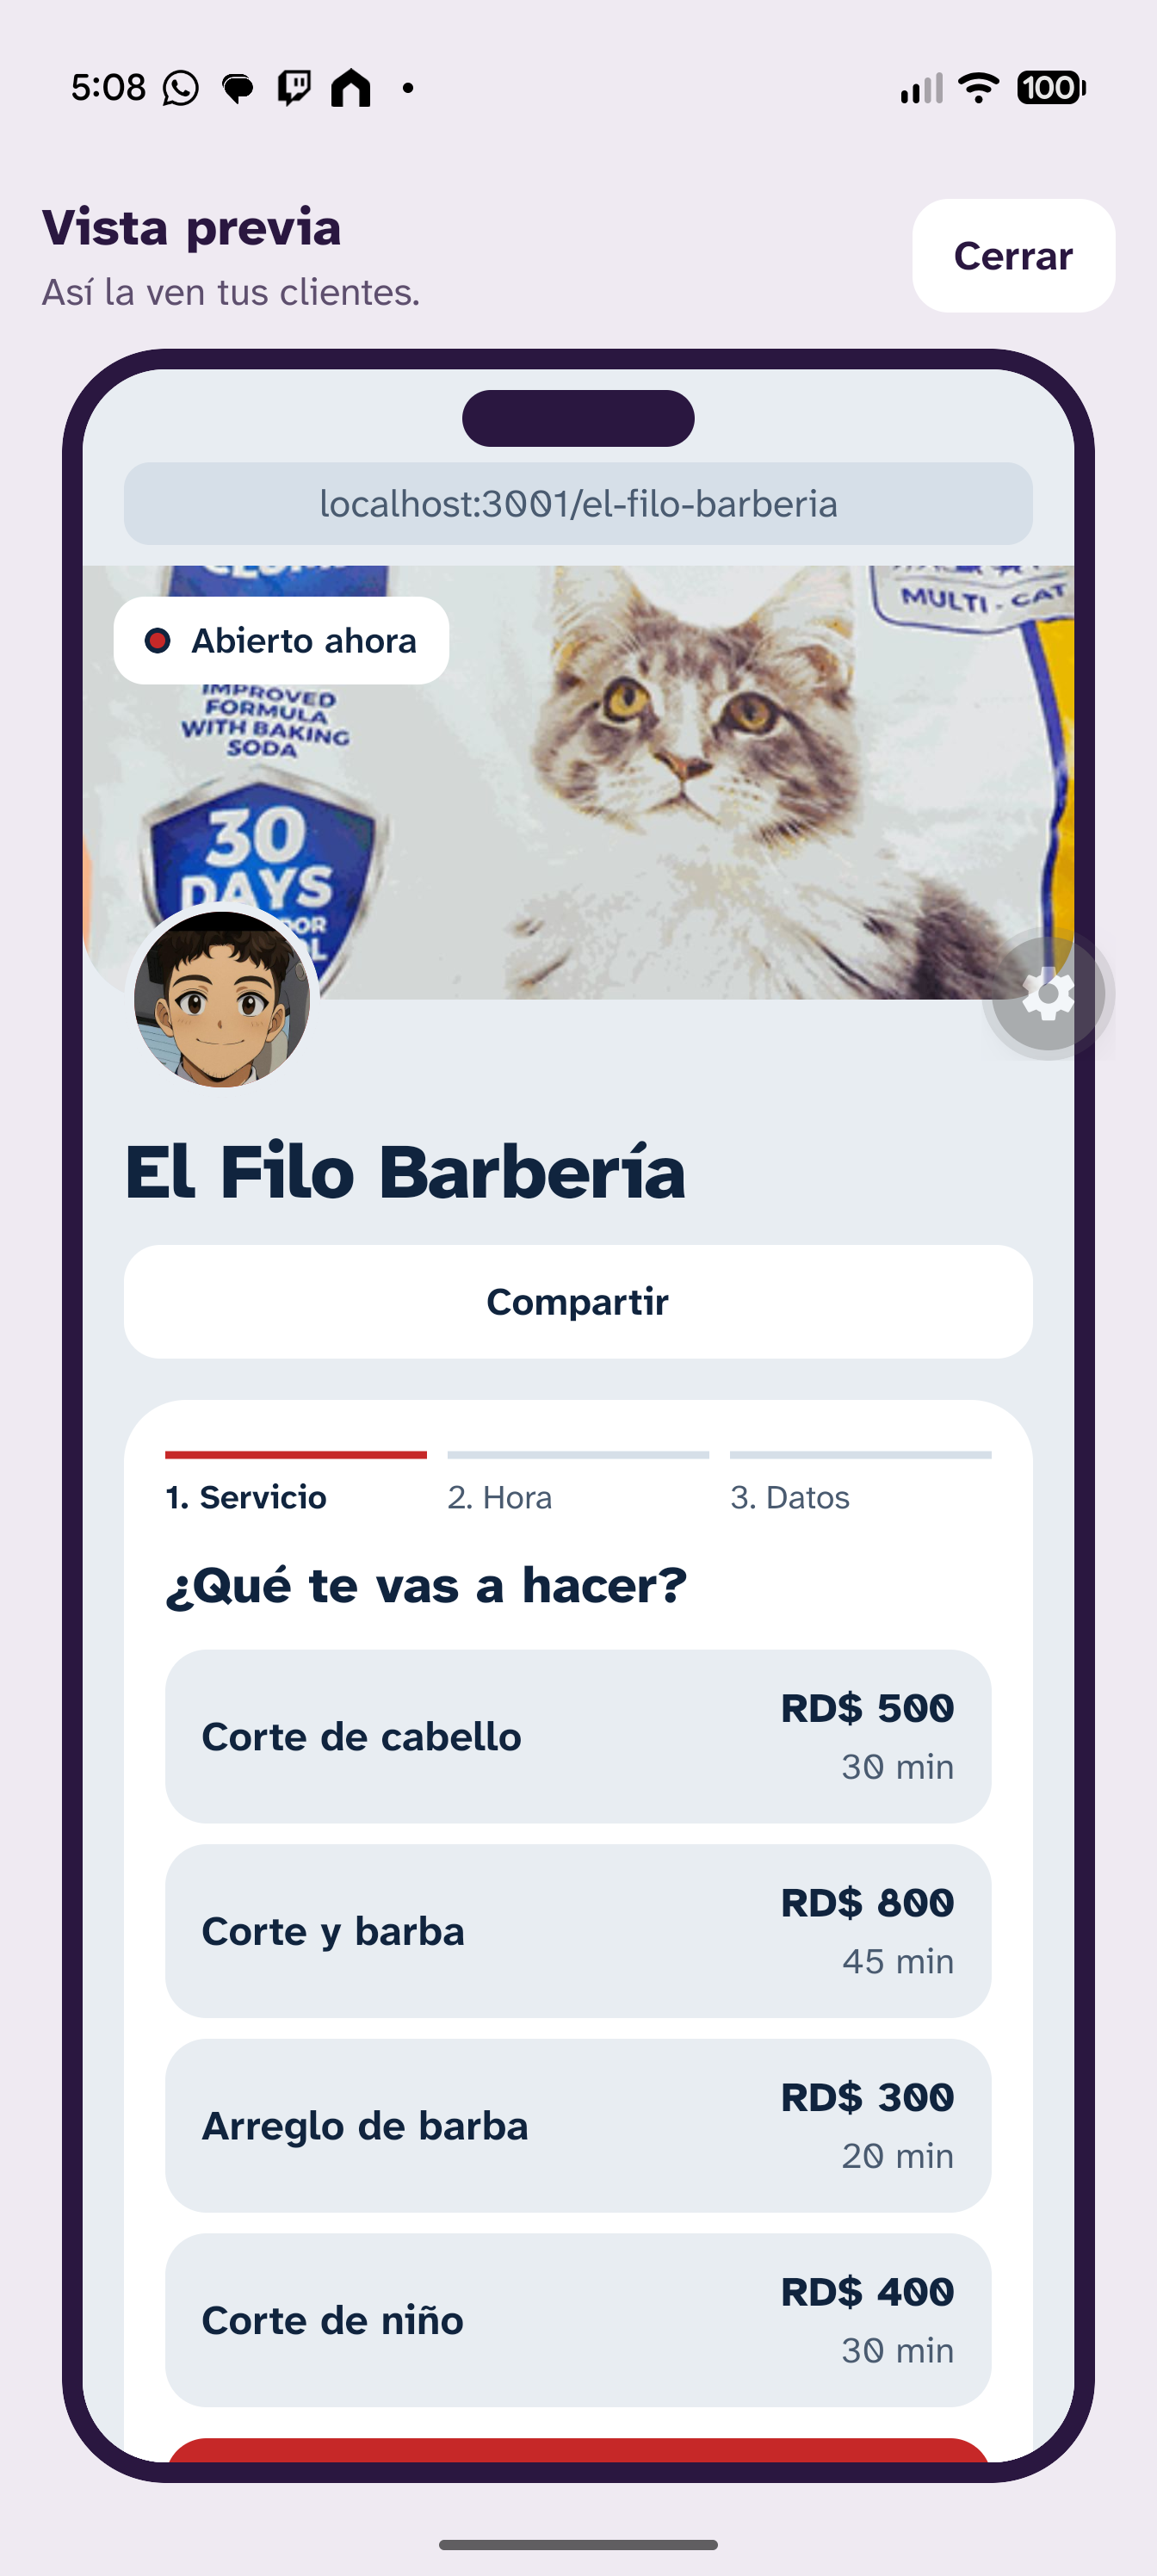 5:08
100
Vista previa
Así la ven tus clientes.
Cerrar
localhost:3001/el-filo-barberia
MULTI-CAT
Abierto ahora
IMPROVED
FORMULA
WITH BAKING
SODA
30
DAYS
El Filo Barbería
Compartir
1. Servicio
2. Hora
3. Datos
¿Qué te vas a hacer?
Corte de cabello
RD$ 500
30 min
Corte y barba
RD$ 800
45 min
Arreglo de barba
RD$ 300
20 min
Corte de niño
RD$ 400
30 min